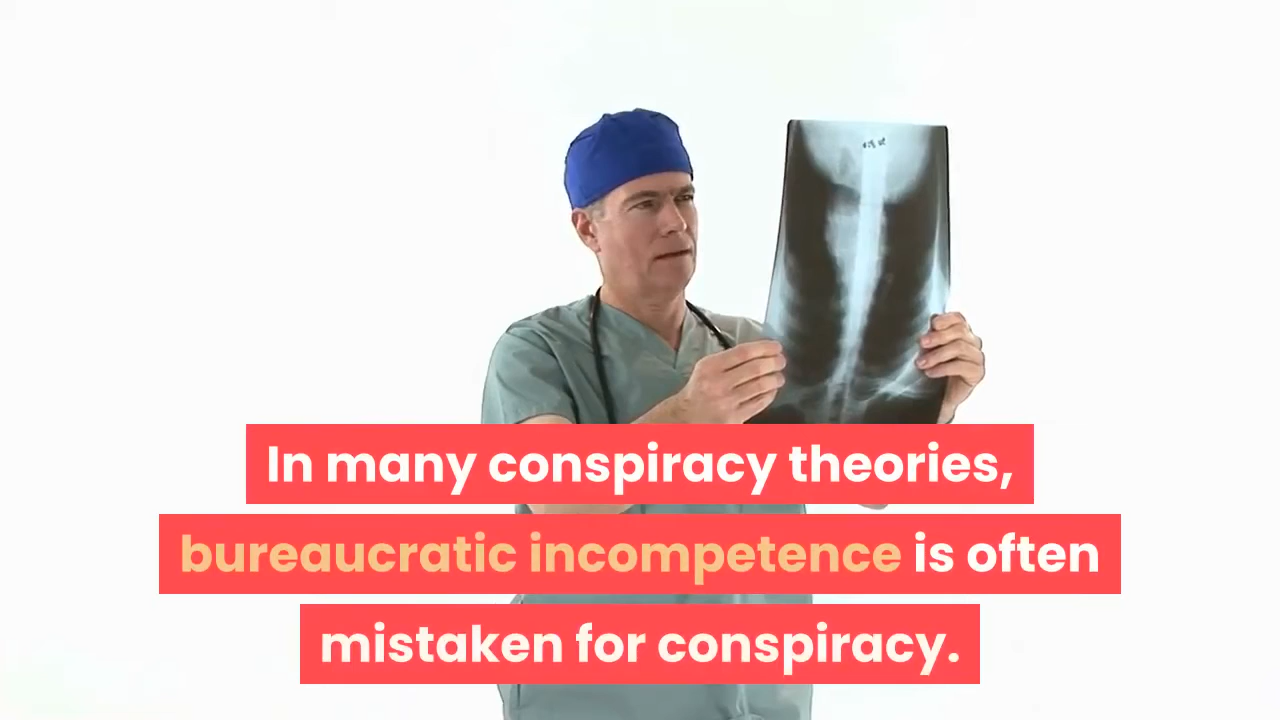 In many conspiracy theories,
bureaucratic incompetence is often
mistaken for conspiracy.